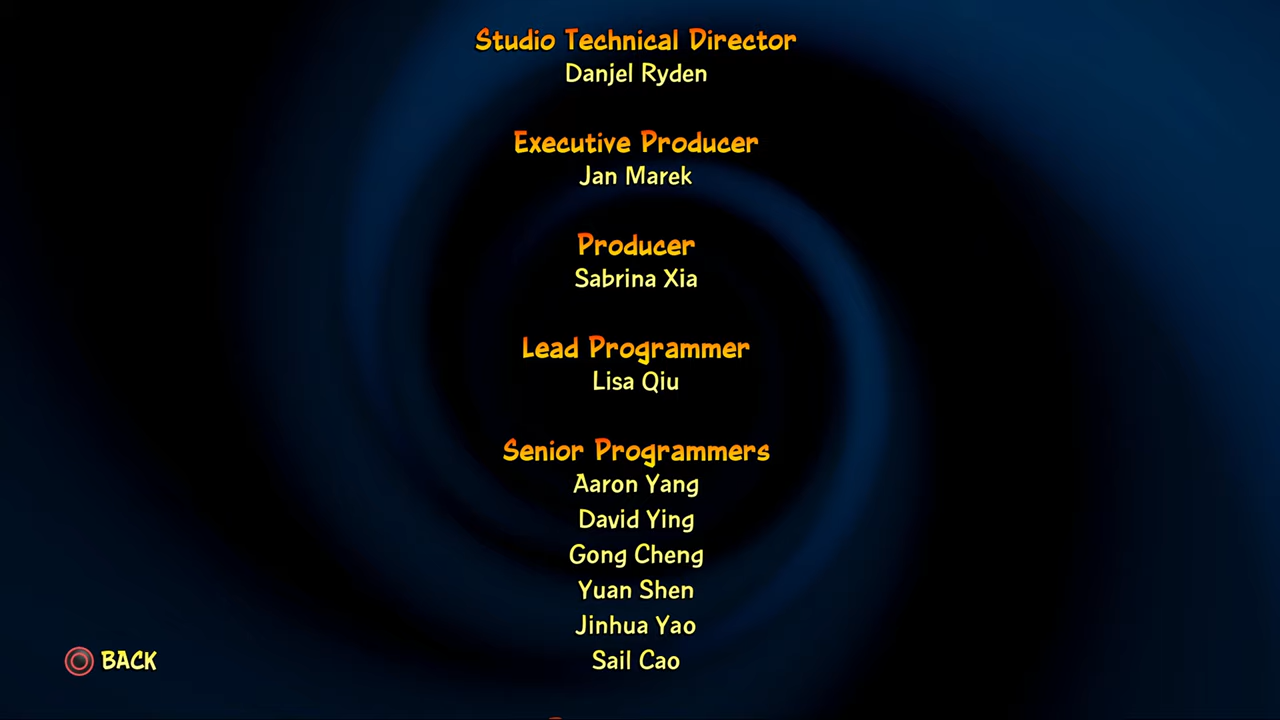 Studio Technical Director
Danjel Ryden
Executive Producer
Jan Marek
Producer
Sabrina Xia
Lead Programmer
Lisa Qiu
Senior Programmers
Aaron Yang
David Ying
Gong Cheng
Yuan Shen
Jinhua Yao
Sail Cao
BACK